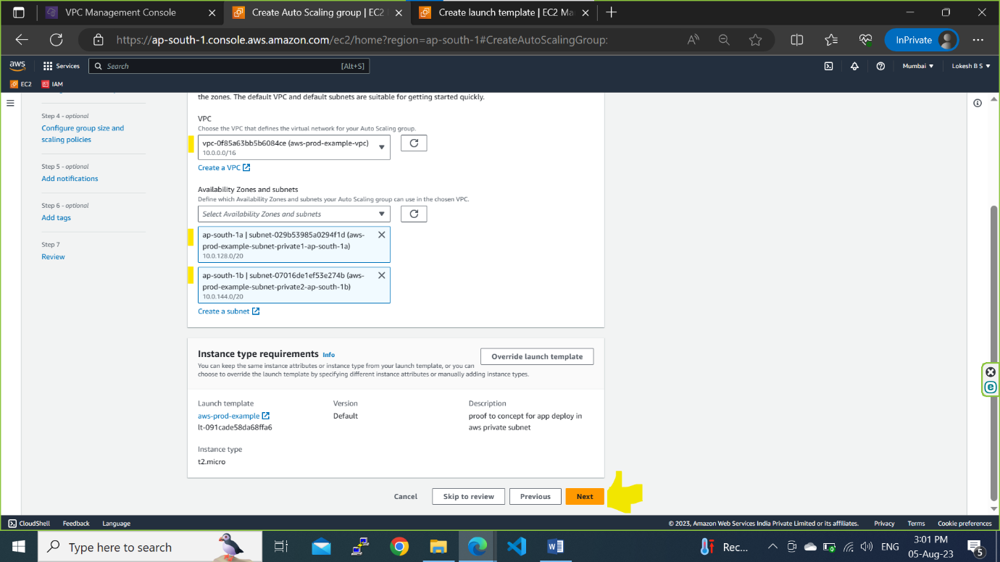 VPC Management Console
Create Auto Scaling group | EC2
Create launch template | EC2 Ma
https://ap-south-1.console.aws.amazon.com/ec2/home?region=ap-south-1#CreateAutoScalingGroup:
InPrivate
aws
Services
Search
[Alt+S]
Mumbai
Lokesh B S
EC2
IAM
the zones. The default VPC and default subnets are suitable for getting started quickly.
Step 4 - optional
Configure group size and
scaling policies
Step 5 - optional
Add notifications
Step 6 - optional
Add tags
Step 7
Review
VPC
Choose the VPC that defines the virtual network for your Auto Scaling group.
vpc-0f85a63bb5b6084ce (aws-prod-example-vpc)
10.0.0.0/16
Create a VPC
Availability Zones and subnets
Define which Availability Zones and subnets your Auto Scaling group can use in the chosen VPC.
Select Availability Zones and subnets
ap-south-1a | subnet-029b53985a0294f1d (aws-
prod-example-subnet-private1-ap-south-1a)
10.0.128.0/20
ap-south-1b | subnet-07016de1ef53e274b (aws-
prod-example-subnet-private2-ap-south-1b)
10.0.144.0/20
Create a subnet
Instance type requirements Info
Override launch template
You can keep the same instance attributes or instance type from your launch template, or you can
choose to override the launch template by specifying different instance attributes or manually adding instance types.
Launch template
aws-prod-example
lt-091cade58da68ffa6
Version
Default
Description
proof to concept for app deploy in
aws private subnet
Instance type
t2.micro
Cancel
Skip to review
Previous
Next
CloudShell
Feedback
Language
© 2023, Amazon Web Services India Private Limited or its affiliates.
Privacy
Terms
Cookie preferences
Type here to search
Rec...
ENG
3:01 PM
05-Aug-23
5